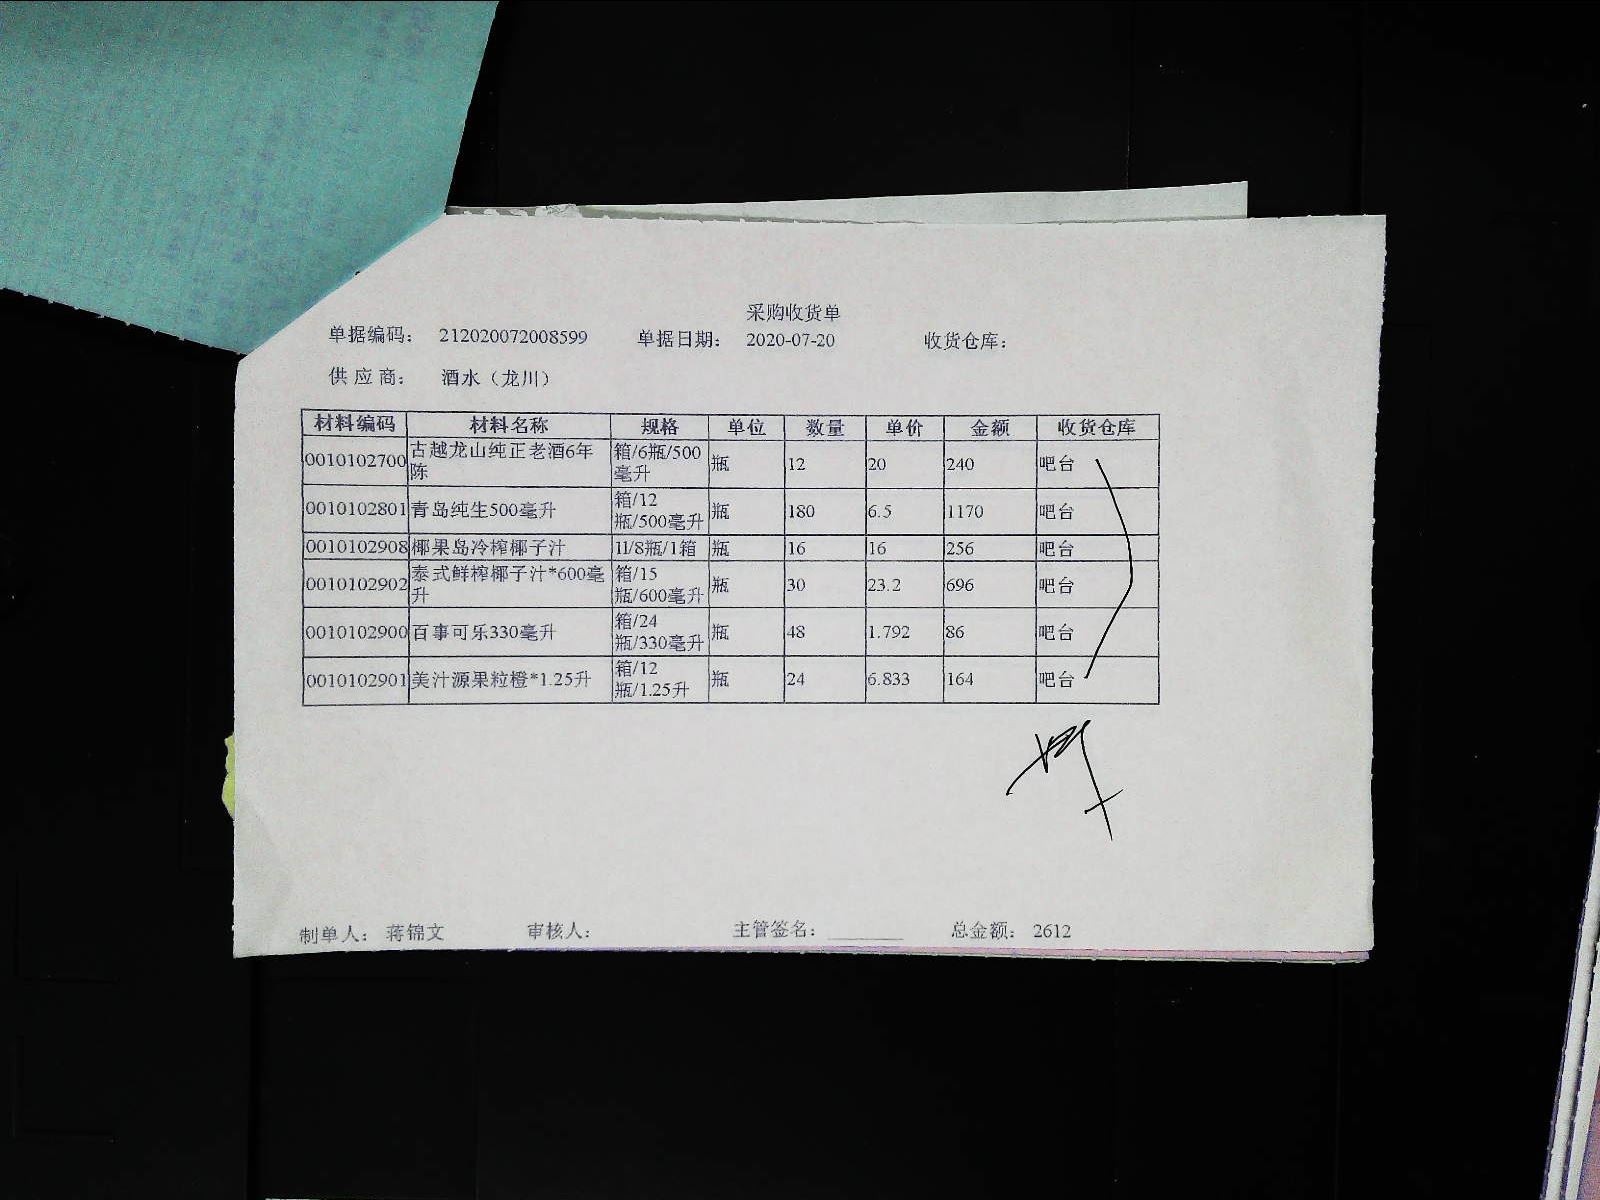 采购收货单
单据编码： 212020072008599 单据日期： 2020-07-20 收货仓库：
供 应 商： 酒水（龙川）
材料编码 材料名称 规格 单位 数量 单价 金额 收货仓库
0010102700 古越龙山纯正老酒6年陈 箱/6瓶/500毫升 瓶 12 20 240 吧台
0010102801 青岛纯生500毫升 箱/12瓶/500毫升 瓶 180 6.5 1170 吧台
0010102908 椰果岛冷榨椰子汁 1l/8瓶/1箱 瓶 16 16 256 吧台
0010102902 泰式鲜榨椰子汁*600毫升 箱/15瓶/600毫升 瓶 30 23.2 696 吧台
0010102900 百事可乐330毫升 箱/24瓶/330毫升 瓶 48 1.792 86 吧台
0010102901 美汁源果粒橙*1.25升 箱/12瓶/1.25升 瓶 24 6.833 164 吧台
制单人： 蒋锦文 审核人： 主管签名： 总金额： 2612